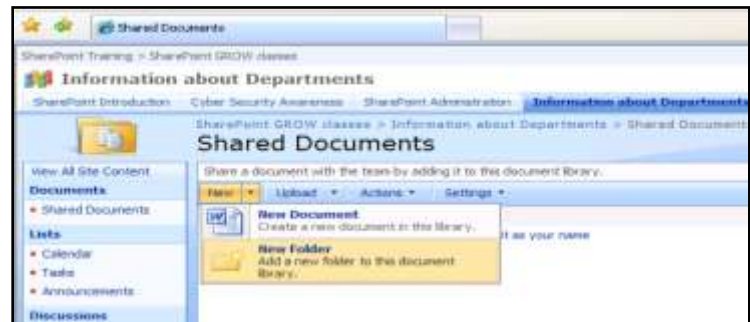 Shared Documents
SharePoint Training > SharePoint GROW classes
Information about Departments
SharePoint Introduction Cyber Security Awareness SharePoint Administration Information about Departments
SharePoint GROW classes > Information about Departments > Shared Document
Shared Documents
View All Site Content
Share a document with the team by adding it to this document library.
Documents
New Upload Actions Settings
Shared Documents
New Document
Create a new document in this library.
it as your name
Lists
New Folder
Add a new folder to this document
library.
Calendar
Tasks
Announcements
Discussions